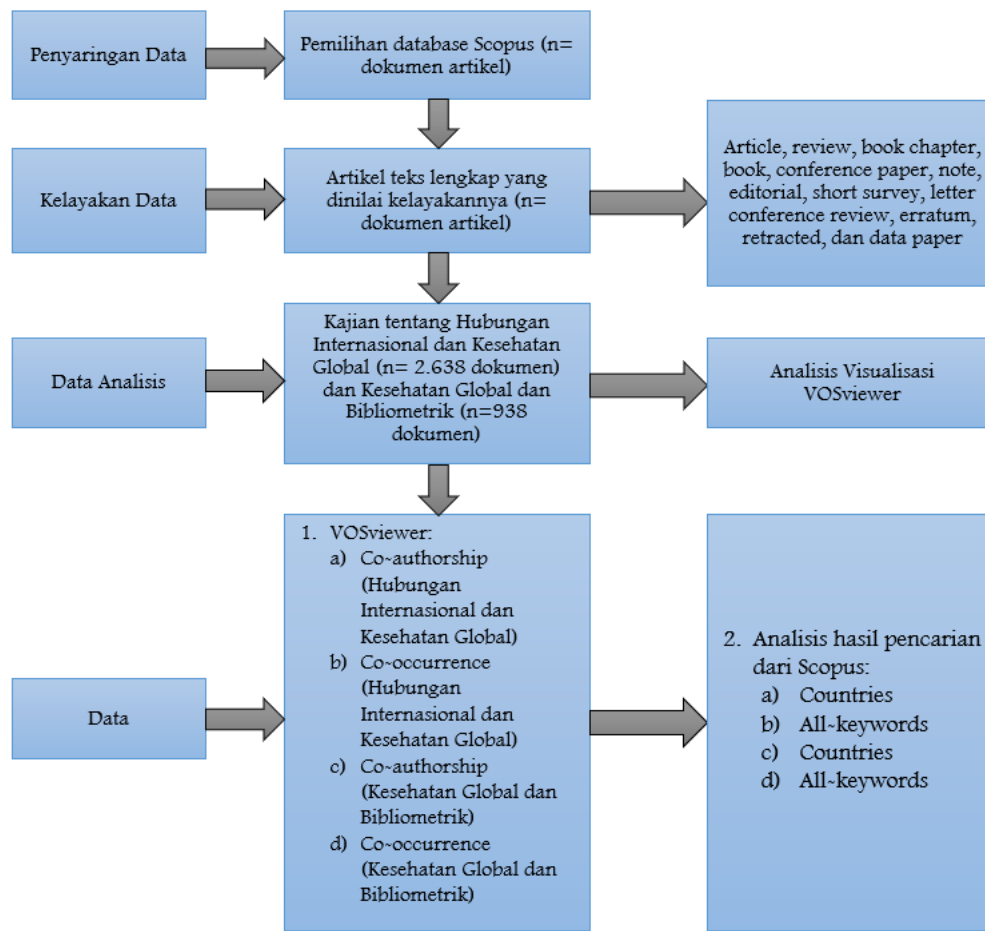 Penyaringan Data
Pemilihan database Scopus (n=
dokumen artikel)
Kelayakan Data
Artikel teks lengkap yang
dinilai kelayakannya (n=
dokumen artikel)
Article, review, book chapter,
book, conference paper, note,
editorial, short survey, letter
conference review, erratum,
retracted, dan data paper
Data Analisis
Kajian tentang Hubungan
Internasional dan Kesehatan
Global (n= 2.638 dokumen)
dan Kesehatan Global dan
Bibliometrik (n=938
dokumen)
Analisis Visualisasi
VOSviewer
Data
1. VOSviewer:
a) Co-authorship
(Hubungan
Internasional dan
Kesehatan Global)
b) Co-occurrence
(Hubungan
Internasional dan
Kesehatan Global)
c) Co-authorship
(Kesehatan Global dan
Bibliometrik)
d) Co-occurrence
(Kesehatan Global dan
Bibliometrik)
2. Analisis hasil pencarian
dari Scopus:
a) Countries
b) All-keywords
c) Countries
d) All-keywords